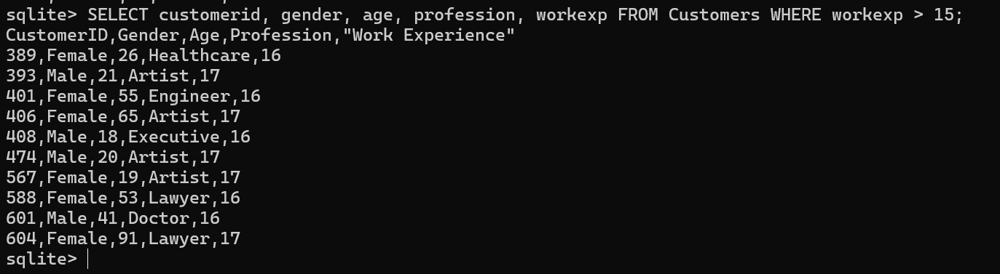 sqlite> SELECT customerid, gender, age, profession, workexp FROM Customers WHERE workexp > 15;
CustomerID,Gender,Age,Profession,"Work Experience"
389,Female,26,Healthcare,16
393,Male,21,Artist,17
401,Female,55,Engineer,16
406,Female,65,Artist,17
408,Male,18,Executive,16
474,Male,20,Artist,17
567,Female,19,Artist,17
588,Female,53,Lawyer,16
601,Male,41,Doctor,16
604,Female,91,Lawyer,17
sqlite>